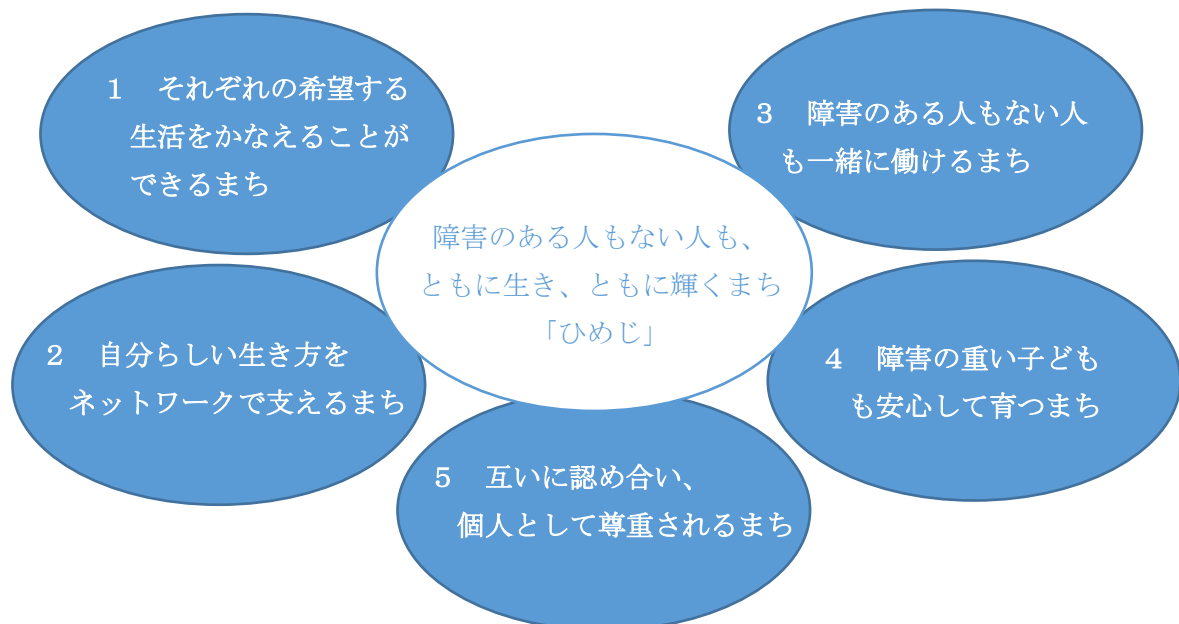 １　それぞれの希望する
生活をかなえることが
できるまち
２　自分らしい生き方を
ネットワークで支えるまち
３　障害のある人もない人
も一緒に働けるまち
４　障害の重い子ども
も安心して育つまち
５　互いに認め合い、
個人として尊重されるまち
障害のある人もない人も、
ともに生き、ともに輝くまち
「ひめじ」